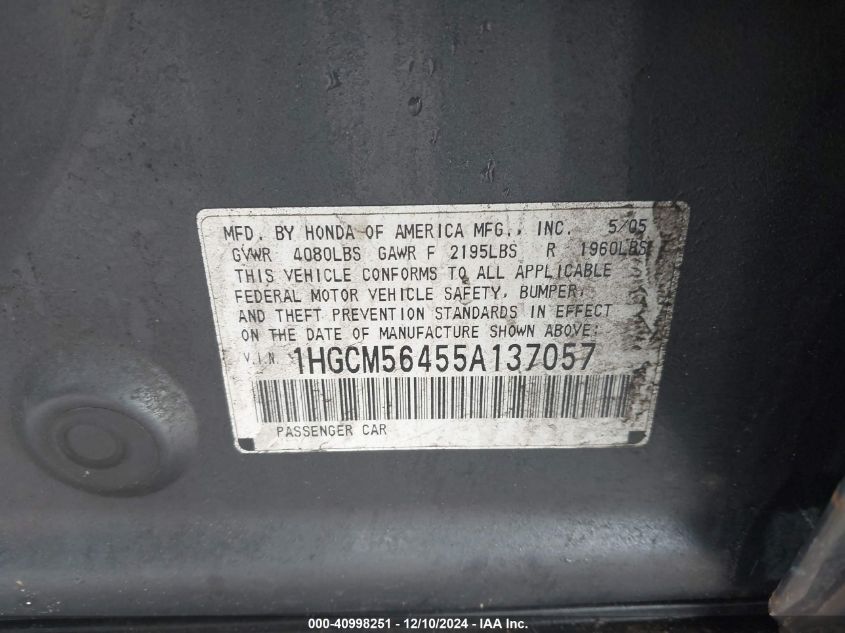 MFD. BY HONDA OF AMERICA MFG., INC. 5/05
GVWR 4080LBS GAWR F 2195LBS R 1960LBS
THIS VEHICLE CONFORMS TO ALL APPLICABLE
FEDERAL MOTOR VEHICLE SAFETY, BUMPER,
AND THEFT PREVENTION STANDARDS IN EFFECT
ON THE DATE OF MANUFACTURE SHOWN ABOVE:
V.I.N. 1HGCM56455A137057
PASSENGER CAR
000-40998251 - 12/10/2024 - IAA Inc.